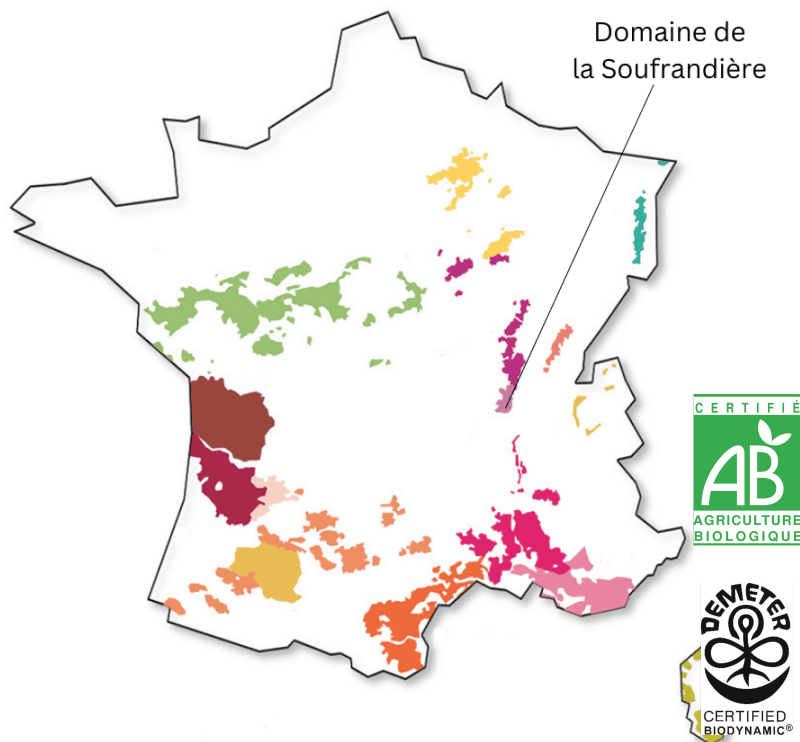 Domaine de
la Soufrandière
CERTIFIÉ
AB
AGRICULTURE
BIOLOGIQUE
DEMETER
CERTIFIED
BIODYNAMIC®